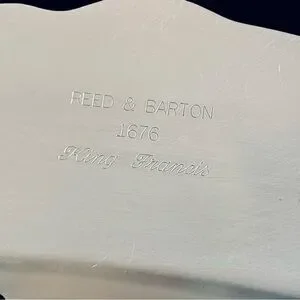 REED & BARTON
1676
King Francis